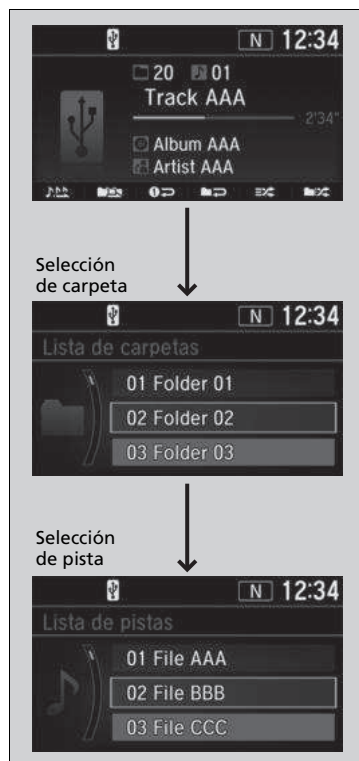 N 12:34
20 01
Track AAA
2'34"
Album AAA
Artist AAA
Selección
de carpeta
N 12:34
Lista de carpetas
01 Folder 01
02 Folder 02
03 Folder 03
Selección
de pista
N 12:34
Lista de pistas
01 File AAA
02 File BBB
03 File CCC